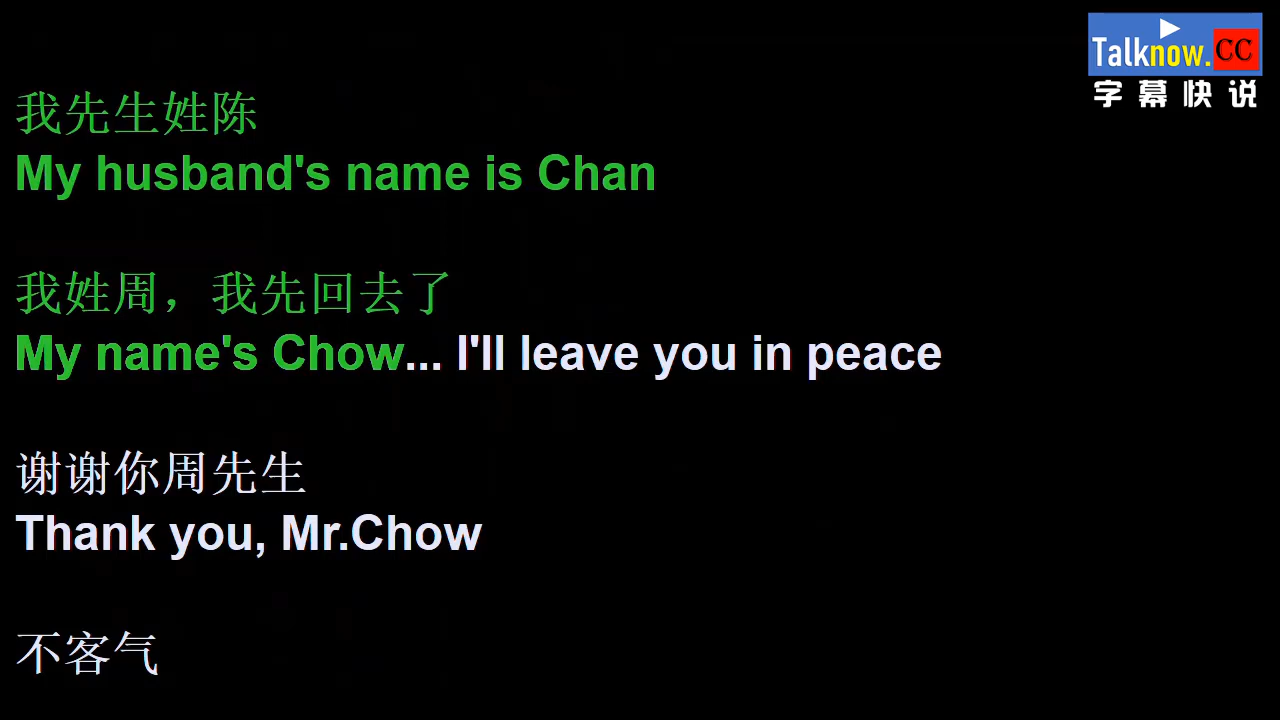 Talknow.CC
字幕快说
我先生姓陈
My husband's name is Chan
我姓周，我先回去了
My name's Chow... I'll leave you in peace
谢谢你周先生
Thank you, Mr.Chow
不客气